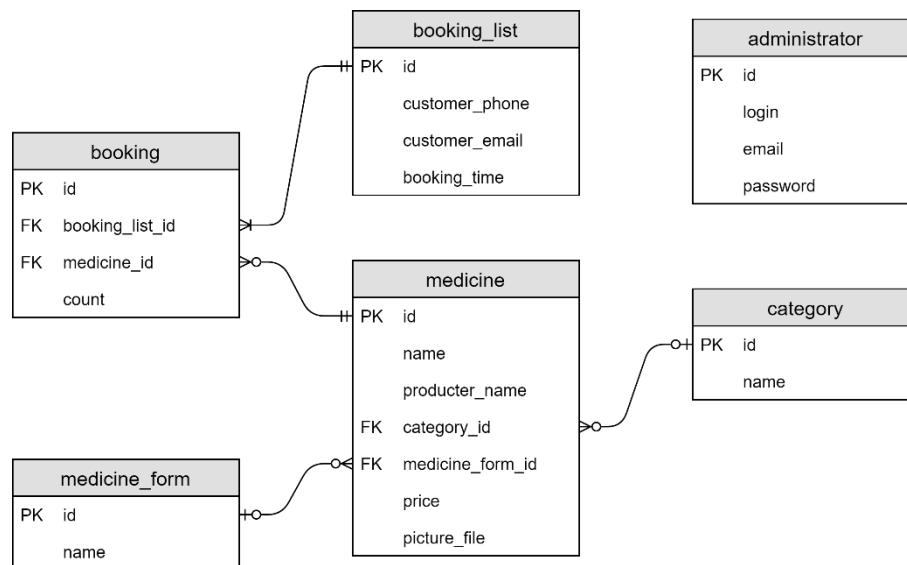 booking_list
PK id
customer_phone
customer_email
booking_time
administrator
PK id
login
email
password
booking
PK id
FK booking_list_id
FK medicine_id
count
medicine
PK id
name
producter_name
FK category_id
FK medicine_form_id
price
picture_file
category
PK id
name
medicine_form
PK id
name